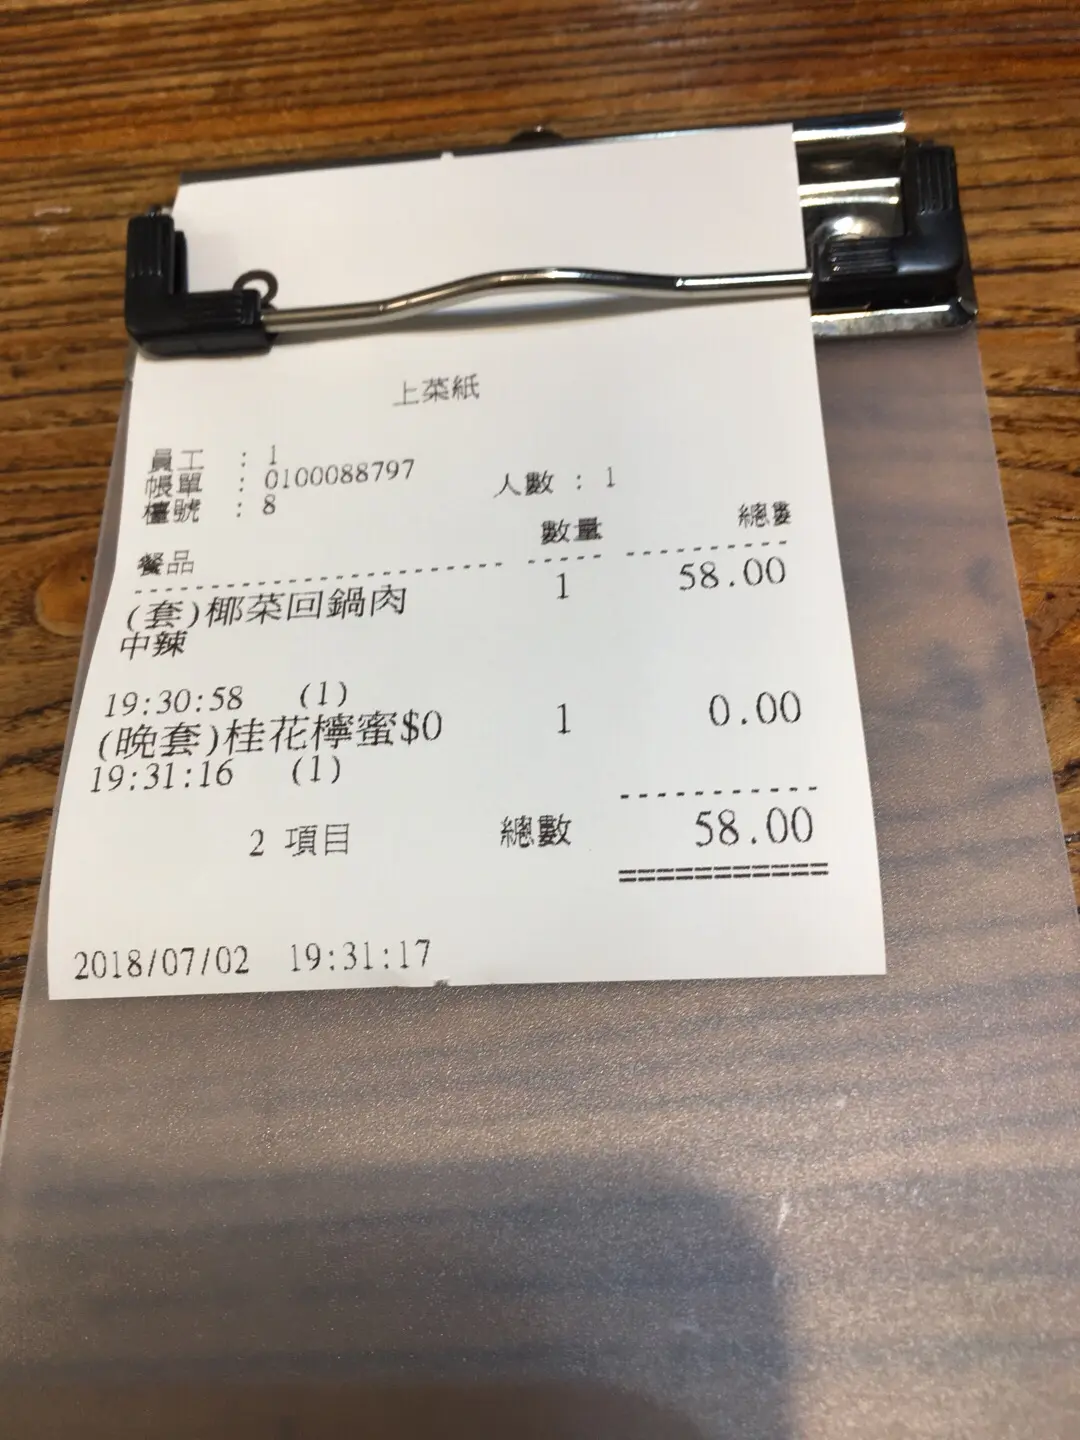 上菜紙
員工 : 1
帳單 : 0100088797
檯號 : 8 人數 : 1
餐品 數量 總數
(套)椰菜回鍋肉 1 58.00
中辣
19:30:58 (1)
(晚套)桂花檸蜜$0 1 0.00
19:31:16 (1)
2 項目 總數 58.00
2018/07/02 19:31:17